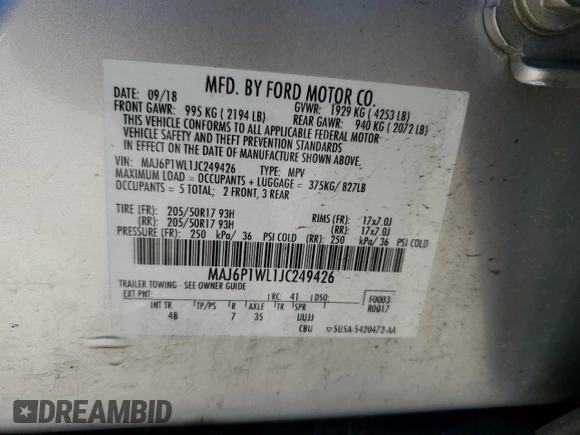 MFD. BY FORD MOTOR CO.
DATE: 09/18 GVWR: 1929 KG ( 4253 LB)
FRONT GAWR: 995 KG ( 2194 LB) REAR GAWR: 940 KG ( 2072 LB)
THIS VEHICLE CONFORMS TO ALL APPLICABLE FEDERAL MOTOR
VEHICLE SAFETY AND THEFT PREVENTION STANDARDS
IN EFFECT ON THE DATE OF MANUFACTURE SHOWN ABOVE.
VIN: MAJ6P1WL1JC249426 TYPE: MPV
MAXIMUM LOAD = OCCUPANTS + LUGGAGE = 375KG/ 827LB
OCCUPANTS = 5 TOTAL; 2 FRONT, 3 REAR
TIRE (FR): 205/50R17 93H RIMS (FR): 17x7.0J
(RR): 205/50R17 93H (RR): 17x7.0J
PRESSURE (FR): 250 kPa/ 36 PSI COLD (RR): 250 kPa/ 36 PSI COLD
MAJ6P1WL1JC249426
TRAILER TOWING - SEE OWNER GUIDE
EXT PNT: RC: 41 DSO: F0003
R0017
INT TR TP/PS R AXLE TR SPR
4B 7 35 UUJJ
CBU SU5A-5420472-AA
DREAMBID